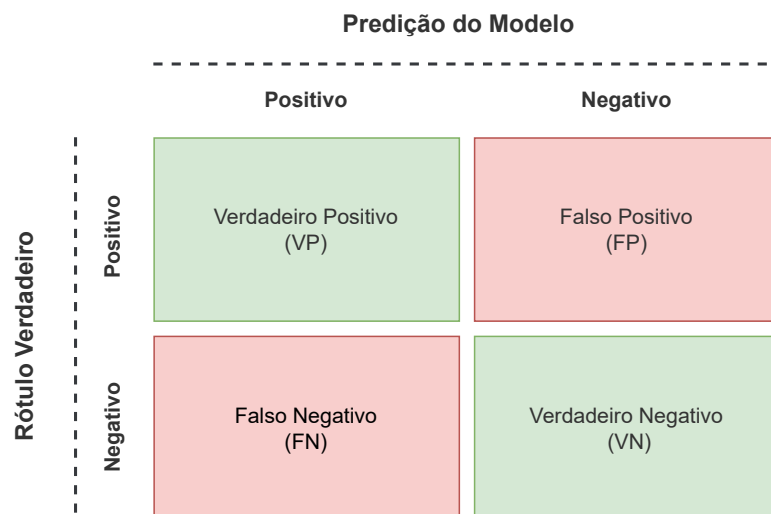 Predição do Modelo
Positivo
Negativo
Rótulo Verdadeiro
Positivo
Verdadeiro Positivo
(VP)
Falso Positivo
(FP)
Negativo
Falso Negativo
(FN)
Verdadeiro Negativo
(VN)